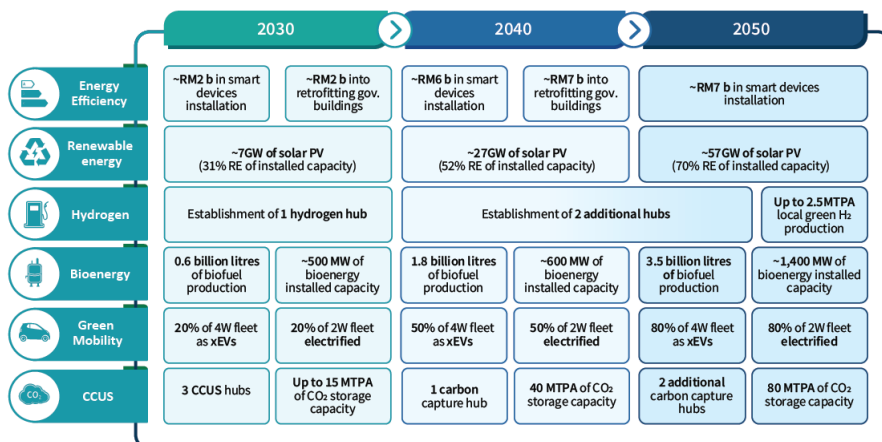 2030
2040
2050
Energy
Efficiency
~RM2 b in smart
devices
installation
~RM2 b into
retrofitting gov.
buildings
~RM6 b in smart
devices
installation
~RM7 b into
retrofitting gov.
buildings
~RM7 b in smart devices
installation
Renewable
energy
~7GW of solar PV
(31% RE of installed capacity)
~27GW of solar PV
(52% RE of installed capacity)
~57GW of solar PV
(70% RE of installed capacity)
Hydrogen
Establishment of 1 hydrogen hub
Establishment of 2 additional hubs
Up to 2.5MTPA
local green H₂
production
Bioenergy
0.6 billion litres
of biofuel
production
~500 MW of
bioenergy
installed capacity
1.8 billion litres
of biofuel
production
~600 MW of
bioenergy
installed capacity
3.5 billion litres
of biofuel
production
~1,400 MW of
bioenergy installed
capacity
Green
Mobility
20% of 4W fleet
as xEVs
20% of 2W fleet
electrified
50% of 4W fleet
as xEVs
50% of 2W fleet
electrified
80% of 4W fleet
as xEVs
80% of 2W fleet
electrified
CO₂
CCUS
3 CCUS hubs
Up to 15 MTPA
of CO₂ storage
capacity
1 carbon
capture hub
40 MTPA of CO₂
storage capacity
2 additional
carbon capture
hubs
80 MTPA of CO₂
storage capacity